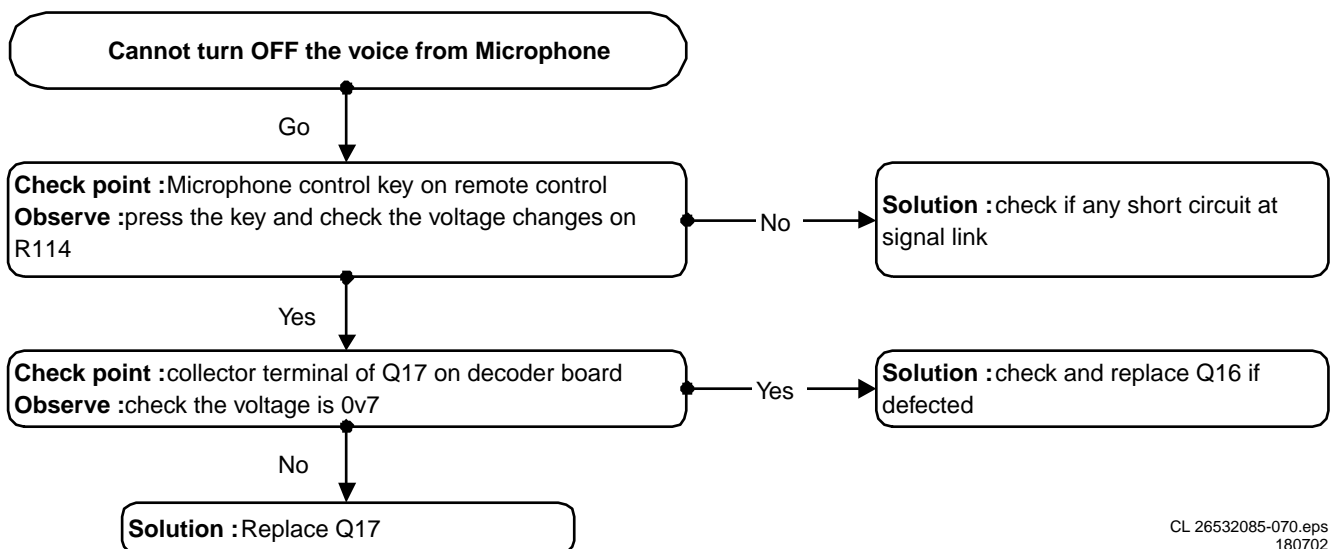 Cannot turn OFF the voice from Microphone
Go
Check point :Microphone control key on remote control
Observe :press the key and check the voltage changes on
R114
No
Solution :check if any short circuit at
signal link
Yes
Check point :collector terminal of Q17 on decoder board
Observe :check the voltage is 0v7
Yes
Solution :check and replace Q16 if
defected
No
Solution :Replace Q17
CL 26532085-070.eps
180702